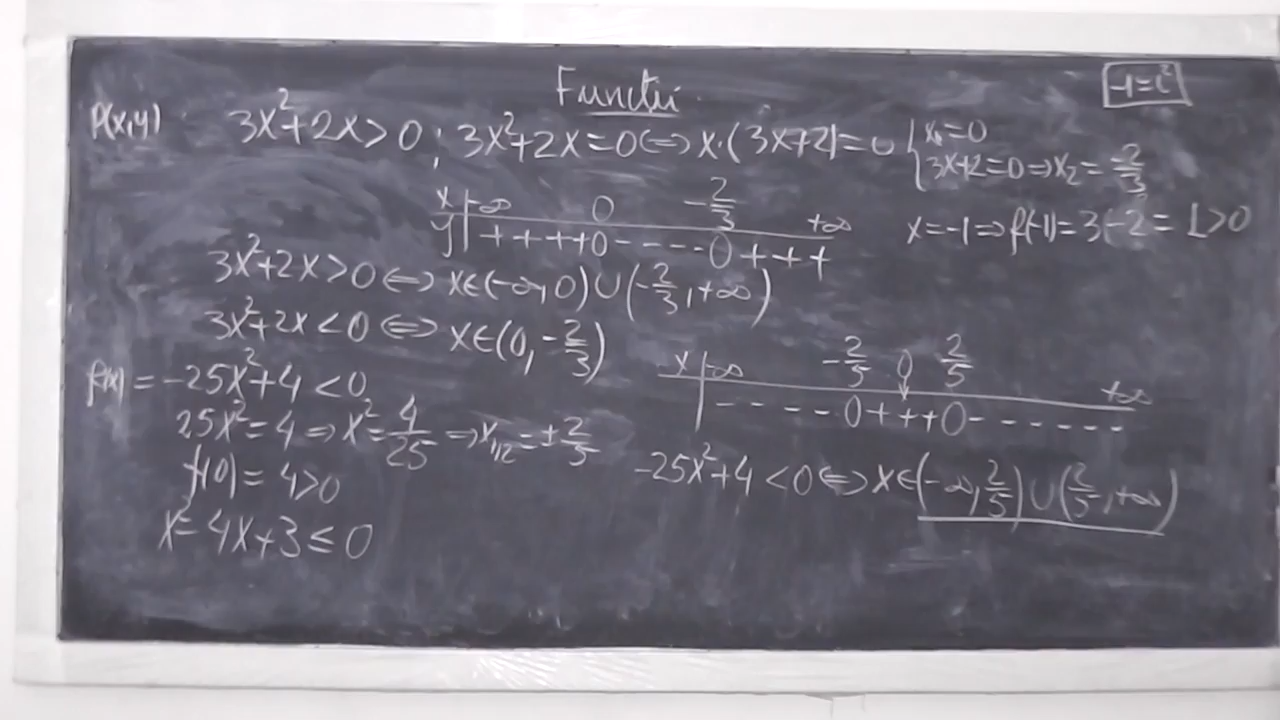 Functii
-1=i²
P(x,y) 3x²+2x>0; 3x²+2x=0⇔x·(3x+2)=0 { x₁=0
3x+2=0⇒x₂=-2/3
x | -∞ 0 -2/3 +∞
y | ++++0----0+++
x=-1⇒f(-1)=3-2=1>0
3x²+2x>0⇔x∈(-∞,0)∪(-2/3,+∞)
3x²+2x<0⇔x∈(0,-2/3)
f(x)=-25x²+4<0
25x²=4⇒x²=4/25⇒x₁,₂=±2/5
f(0)=4>0
x²-4x+3≤0
x | -∞ -2/5 0 2/5 +∞
| ----0+++0------
-25x²+4<0⇔x∈(-∞,2/5)∪(2/5,+∞)